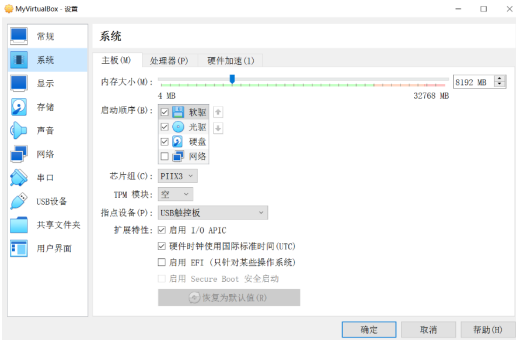 MyVirtualBox - 设置
常规
系统
显示
存储
声音
网络
串口
USB设备
共享文件夹
用户界面
系统
主板(M) 处理器(P) 硬件加速(l)
内存大小(M): 8192 MB
4 MB 32768 MB
启动顺序(B): 软驱
光驱
硬盘
网络
芯片组(C): PIIX3
TPM 模块: 空
指点设备(P): USB触控板
扩展特性: 启用 I/O APIC
硬件时钟使用国际标准时间(UTC)
启用 EFI (只针对某些操作系统)
启用 Secure Boot 安全启动
恢复为默认值(R)
确定 取消 帮助(H)